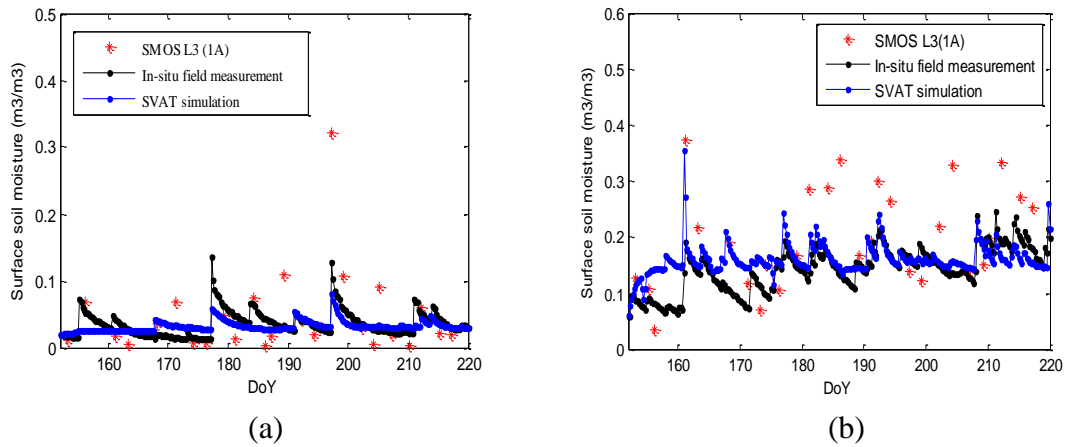 0.5
0.4
0.3
0.2
0.1
0
Surface soil moisture (m3/m3)
SMOS L3 (1A)
In-situ field measurement
SVAT simulation
160 170 180 190 200 210 220
DoY
(a)
0.6
0.5
0.4
0.3
0.2
0.1
0
Surface soil moisture (m3/m3)
SMOS L3(1A)
In-situ field measurement
SVAT simulation
160 170 180 190 200 210 220
DoY
(b)